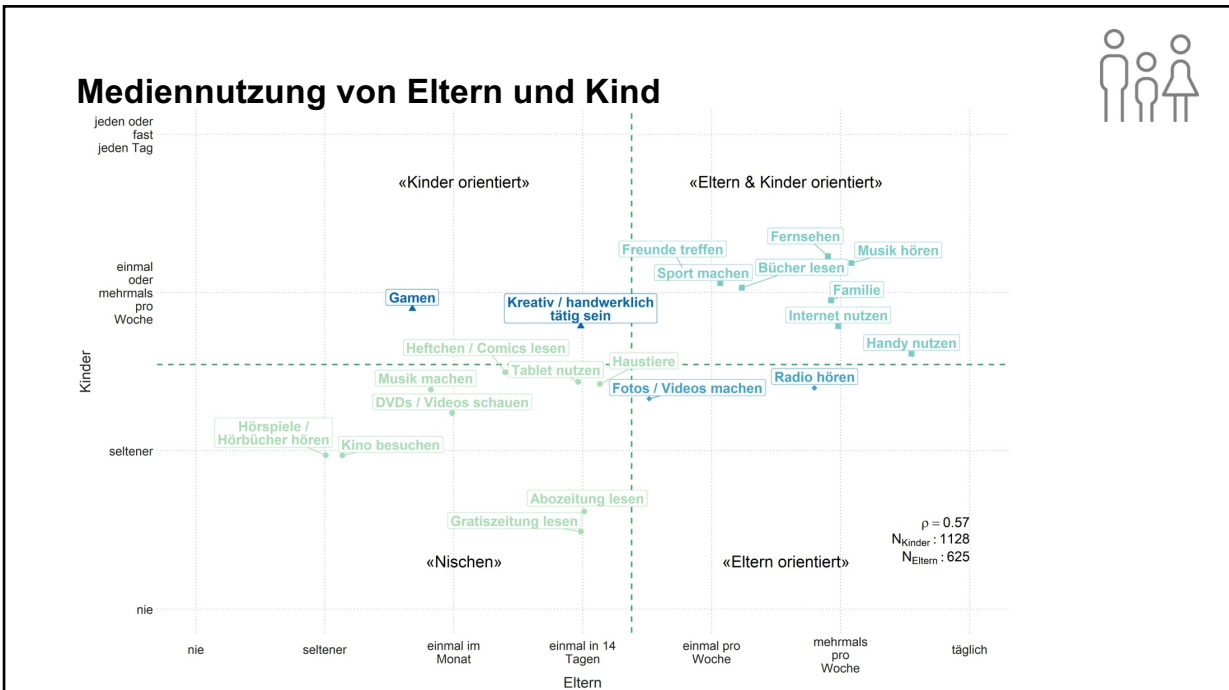 Mediennutzung von Eltern und Kind
jeden oder
fast
jeden Tag
«Kinder orientiert»
«Eltern & Kinder orientiert»
Fernsehen
Freunde treffen
Musik hören
Bücher lesen
Sport machen
einmal
oder
mehrmals
pro
Woche
Gamen
Kreativ / handwerklich
tätig sein
Familie
Internet nutzen
Handy nutzen
Heftchen / Comics lesen
Haustiere
Tablet nutzen
Kinder
Musik machen
Fotos / Videos machen
Radio hören
DVDs / Videos schauen
Hörspiele /
Hörbücher hören
Kino besuchen
seltener
Abozeitung lesen
Gratiszeitung lesen
ρ = 0.57
NKinder : 1128
NEltern : 625
«Nischen»
«Eltern orientiert»
nie
nie
seltener
einmal im
Monat
einmal in 14
Tagen
einmal pro
Woche
mehrmals
pro
Woche
täglich
Eltern